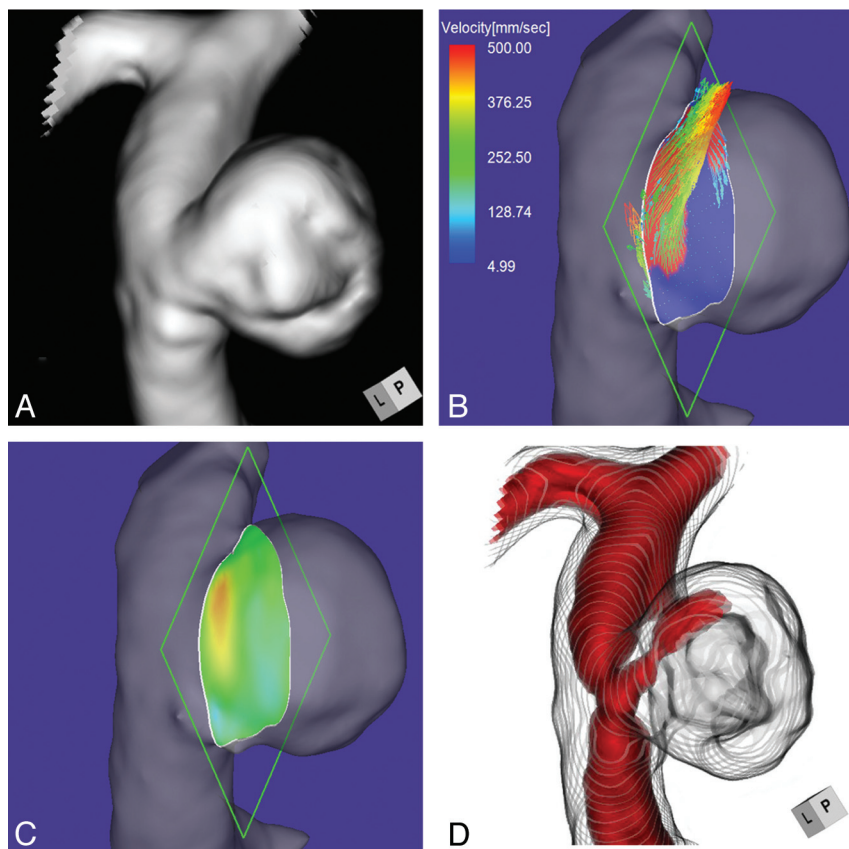 A
L P
Velocity[mm/sec]
500.00
376.25
252.50
128.74
4.99
B
C
D
L P